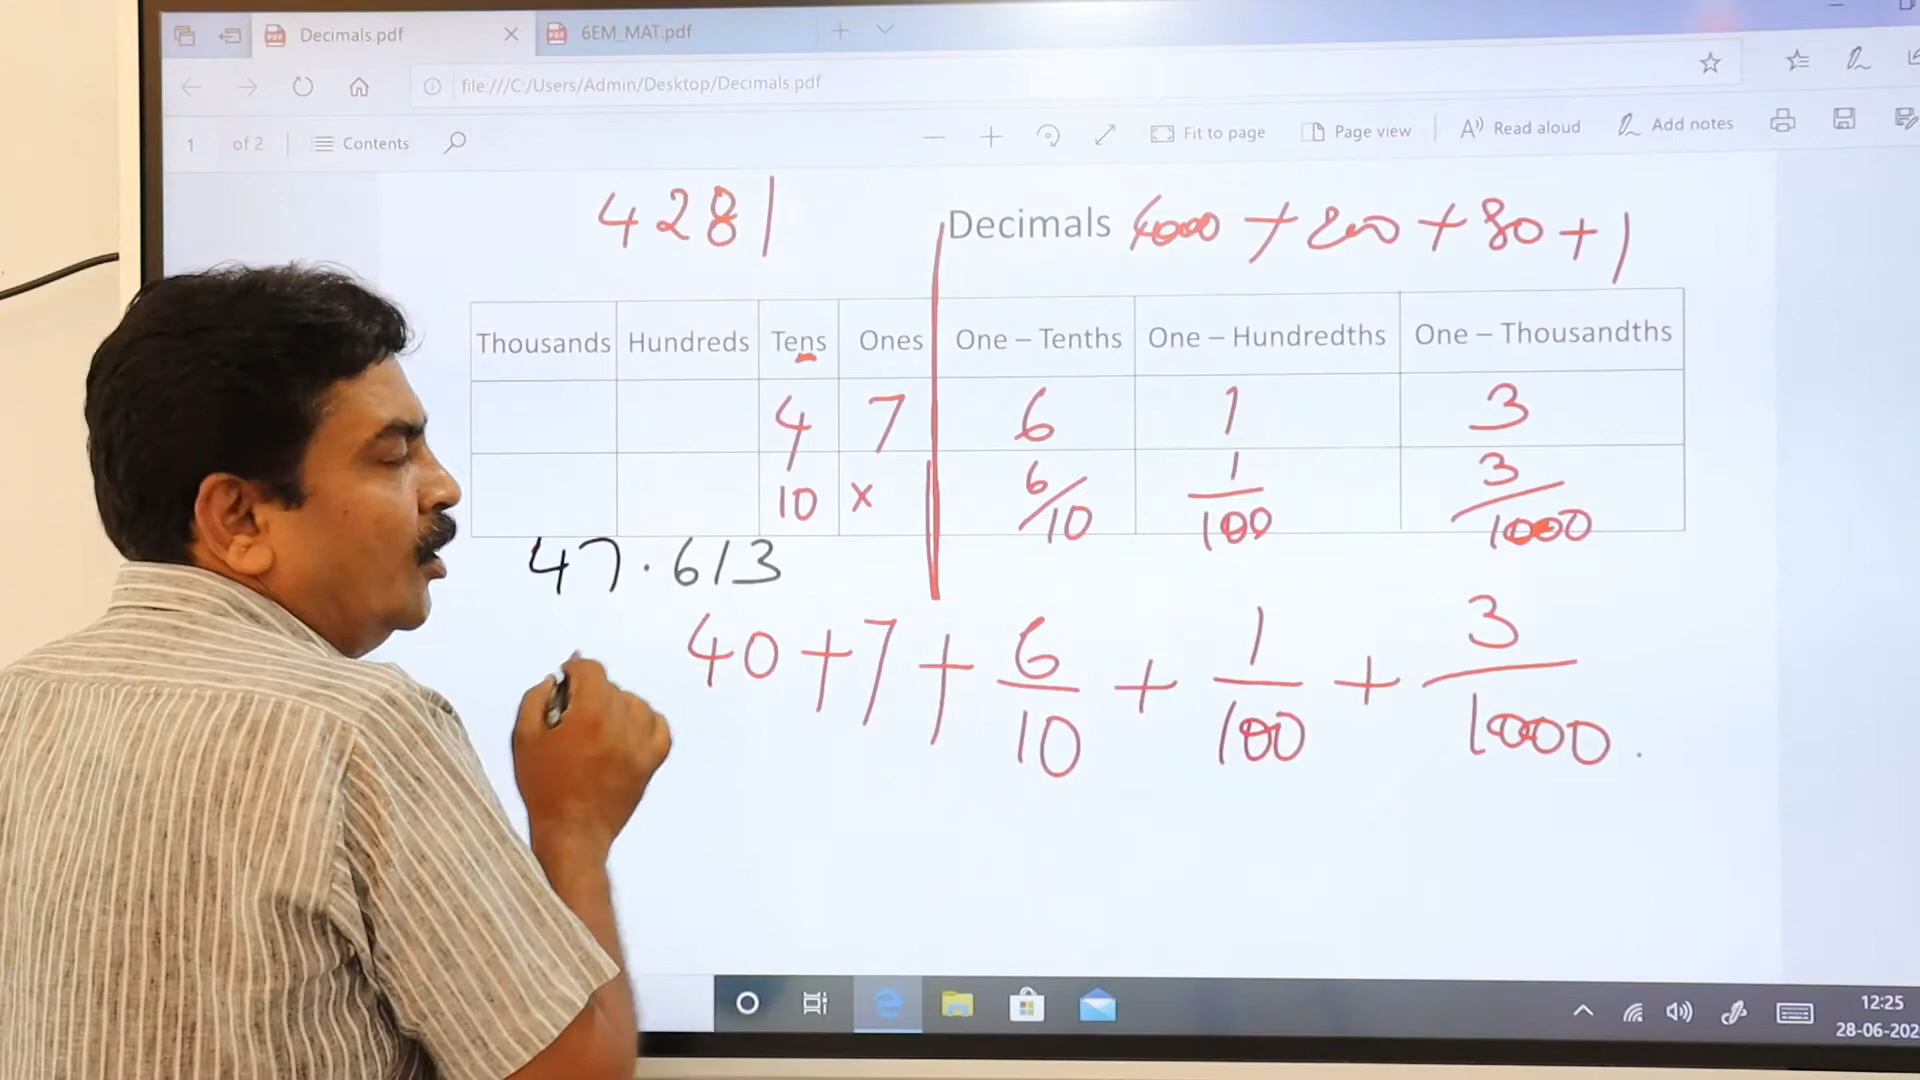 Decimals.pdf 6EM_MAT.pdf
file:///C:/Users/Admin/Desktop/Decimals.pdf
1 of 2 Contents Fit to page Page view Read aloud Add notes
4281 Decimals 4000 + 200 + 80 + 1
Thousands Hundreds Tens Ones One – Tenths One – Hundredths One – Thousandths
4 7 6 1 3
10 x 6/10 1/100 3/1000
47.613
40 + 7 + 6/10 + 1/100 + 3/1000.
12:25
28-06-202